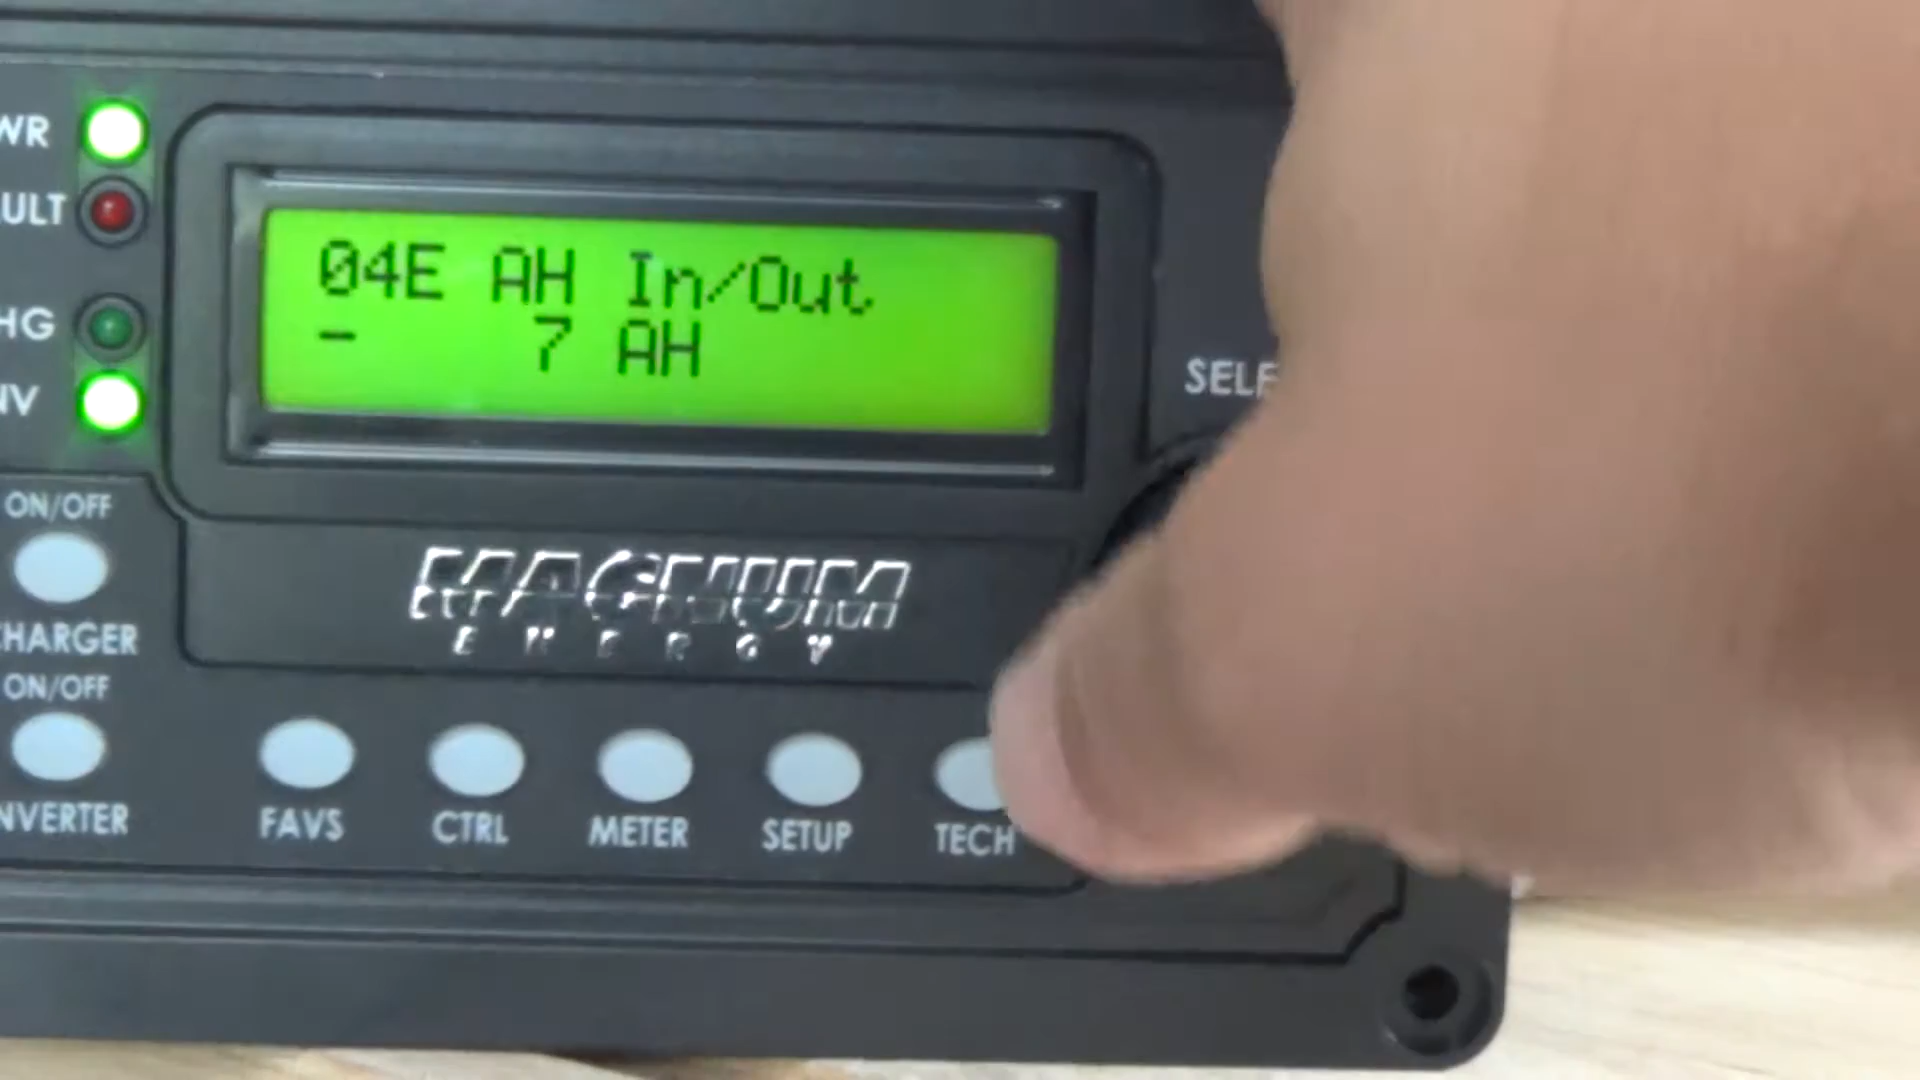 WR
ULT
HG
NV
04E AH In/Out
- 7 AH
SELE
ON/OFF
CHARGER
ON/OFF
NVERTER
MAGNUM
ENERGY
FAVS
CTRL
METER
SETUP
TECH